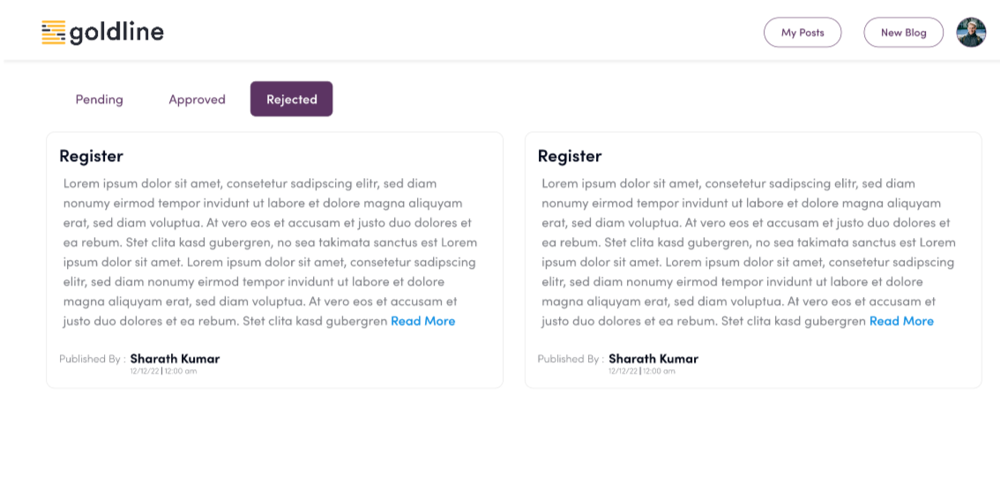 goldline
My Posts
New Blog
Pending
Approved
Rejected
Register
Lorem ipsum dolor sit amet, consetetur sadipscing elitr, sed diam
nonumy eirmod tempor invidunt ut labore et dolore magna aliquyam
erat, sed diam voluptua. At vero eos et accusam et justo duo dolores et
ea rebum. Stet clita kasd gubergren, no sea takimata sanctus est Lorem
ipsum dolor sit amet. Lorem ipsum dolor sit amet, consetetur sadipscing
elitr, sed diam nonumy eirmod tempor invidunt ut labore et dolore
magna aliquyam erat, sed diam voluptua. At vero eos et accusam et
justo duo dolores et ea rebum. Stet clita kasd gubergren Read More
Published By : Sharath Kumar
12/12/22 | 12:00 am
Register
Lorem ipsum dolor sit amet, consetetur sadipscing elitr, sed diam
nonumy eirmod tempor invidunt ut labore et dolore magna aliquyam
erat, sed diam voluptua. At vero eos et accusam et justo duo dolores et
ea rebum. Stet clita kasd gubergren, no sea takimata sanctus est Lorem
ipsum dolor sit amet. Lorem ipsum dolor sit amet, consetetur sadipscing
elitr, sed diam nonumy eirmod tempor invidunt ut labore et dolore
magna aliquyam erat, sed diam voluptua. At vero eos et accusam et
justo duo dolores et ea rebum. Stet clita kasd gubergren Read More
Published By : Sharath Kumar
12/12/22 | 12:00 am